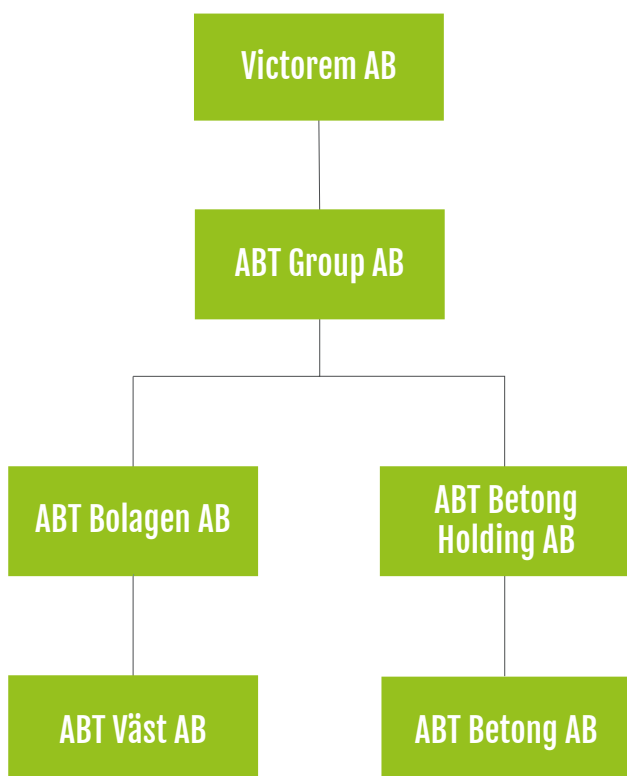 Victorem AB
ABT Group AB
ABT Bolagen AB
ABT Betong
Holding AB
ABT Väst AB
ABT Betong AB